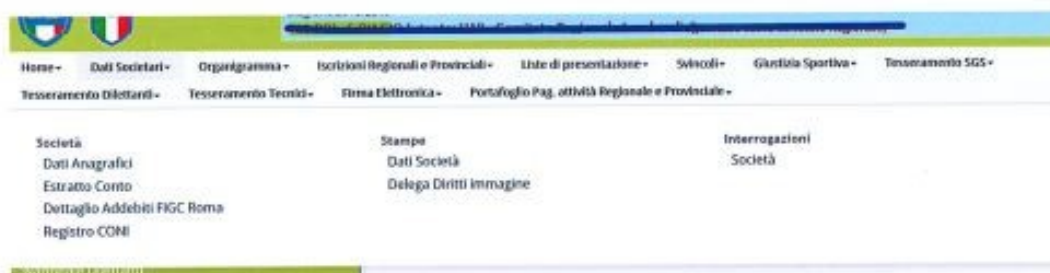 Home
Dati Societari
Organigramma
Iscrizioni Regionali e Provinciali
Liste di presentazione
Svincoli
Giustizia Sportiva
Tesseramento SGS
Tesseramento Dilettanti
Tesseramento Tecnici
Firma Elettronica
Portafoglio Pag. attività Regionale e Provinciale
Società
Dati Anagrafici
Estratto Conto
Dettaglio Addebiti FIGC Roma
Registro CONI
Stampe
Dati Società
Delega Diritti immagine
Interrogazioni
Società